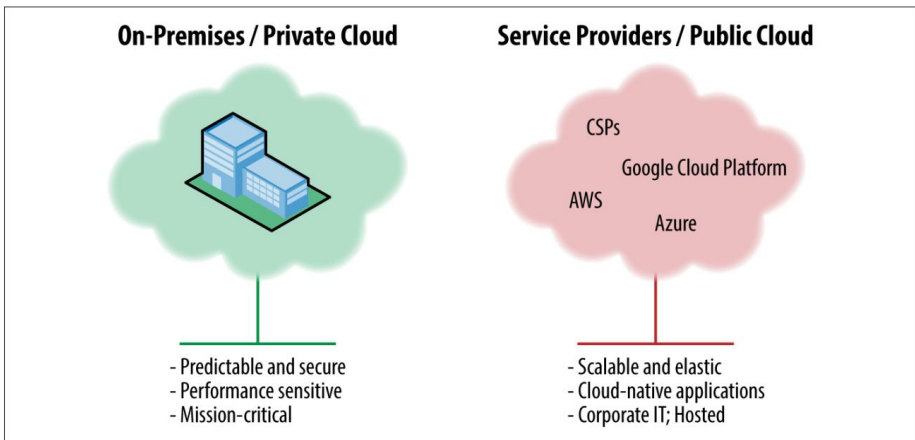 On-Premises / Private Cloud
Service Providers / Public Cloud
CSPs
Google Cloud Platform
AWS
Azure
- Predictable and secure
- Performance sensitive
- Mission-critical
- Scalable and elastic
- Cloud-native applications
- Corporate IT; Hosted